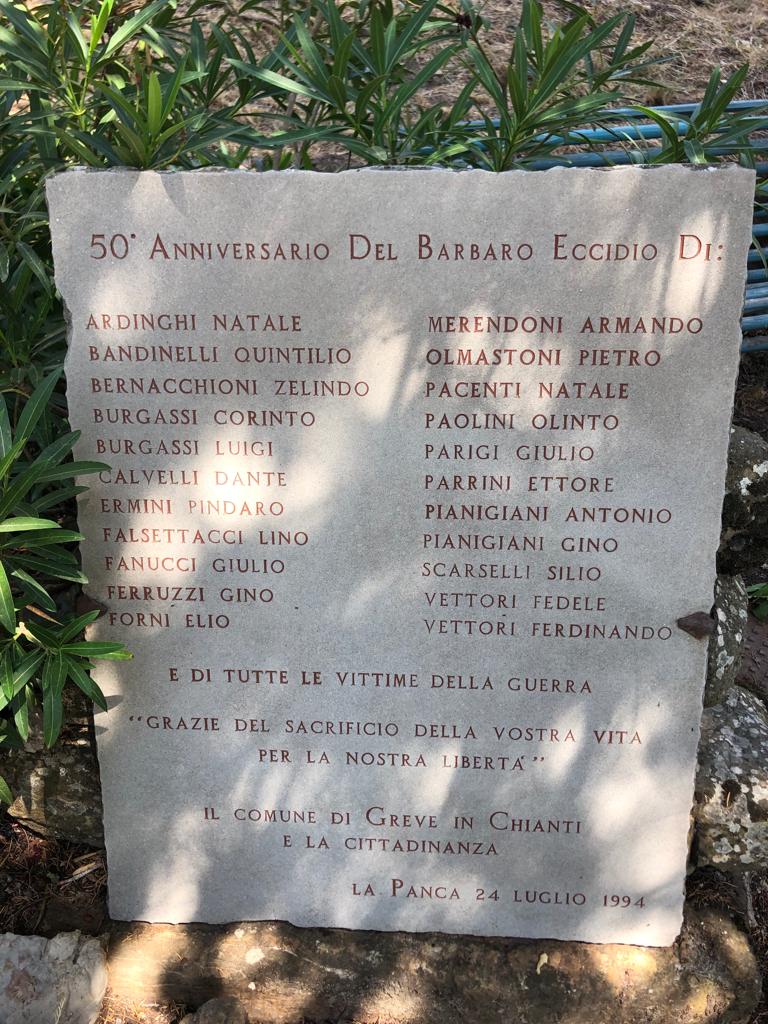 50° ANNIVERSARIO DEL BARBARO ECCIDIO DI:
ARDINGHI NATALE
BANDINELLI QUINTILIO
BERNACCHIONI ZELINDO
BURGASSI CORINTO
BURGASSI LUIGI
CALVELLI DANTE
ERMINI PINDARO
FALSETTACCI LINO
FANUCCI GIULIO
FERRUZZI GINO
FORNI ELIO
MERENDONI ARMANDO
OLMASTONI PIETRO
PACENTI NATALE
PAOLINI OLINTO
PARIGI GIULIO
PARRINI ETTORE
PIANIGIANI ANTONIO
PIANIGIANI GINO
SCARSELLI SILIO
VETTORI FEDELE
VETTORI FERDINANDO
E DI TUTTE LE VITTIME DELLA GUERRA
“GRAZIE DEL SACRIFICIO DELLA VOSTRA VITA
PER LA NOSTRA LIBERTÁ”
IL COMUNE DI GREVE IN CHIANTI
E LA CITTADINANZA
LA PANCA 24 LUGLIO 1994